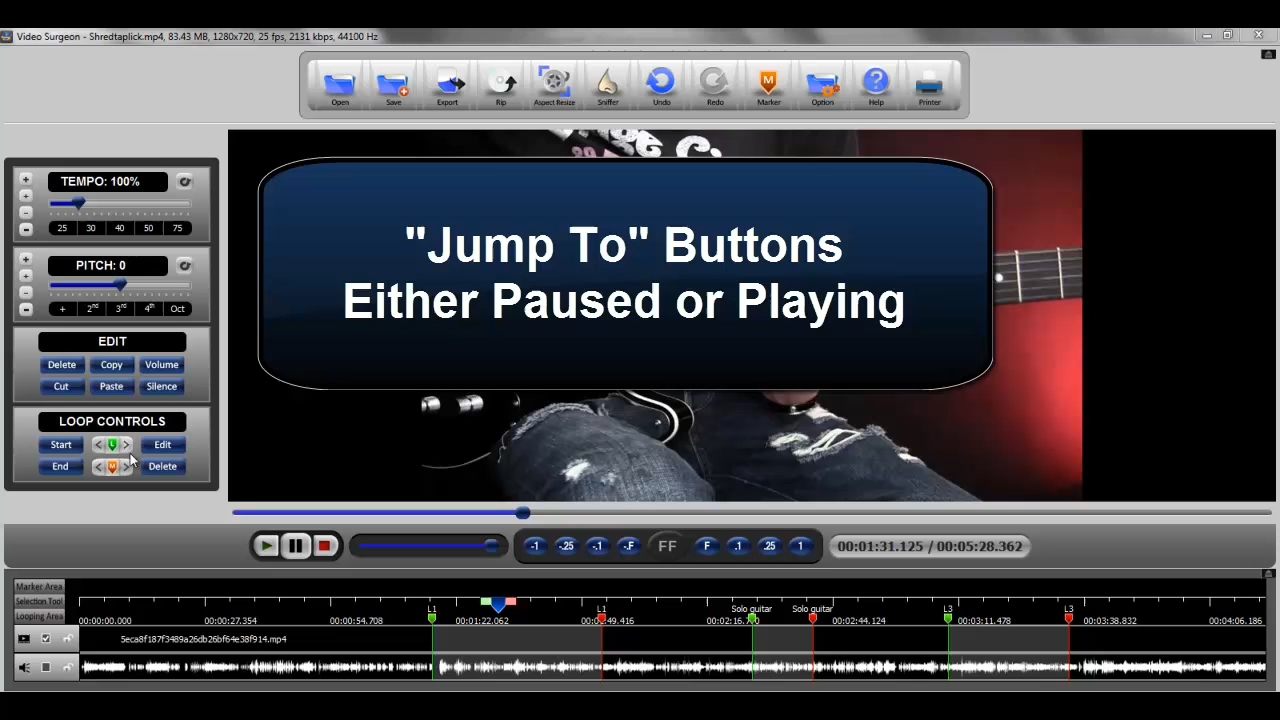 Video Surgeon - Shredtaplick.mp4, 83.43 MB, 1280x720, 25 fps, 2131 kbps, 44100 Hz
Open Save Export Rip Aspect Resize Sniffer Undo Redo Marker Option Help Printer
M
TEMPO: 100%
25 30 40 50 75
PITCH: 0
+ 2nd 3rd 4th Oct
EDIT
Delete Copy Volume
Cut Paste Silence
LOOP CONTROLS
Start < L > Edit
End < M > Delete
"Jump To" Buttons
Either Paused or Playing
-1 -.25 -.1 -.F FF F .1 .25 1
00:01:31.125 / 00:05:28.362
Marker Area
Selection Tool
Looping Area
L1 L1 Solo guitar Solo guitar L3 L3
00:00:00.000 00:00:27.354 00:00:54.708 00:01:22.062 00:02:44.124 00:03:11.478 00:03:38.832 00:04:06.186
5eca8f187f3489a26db26bf64e38f914.mp4